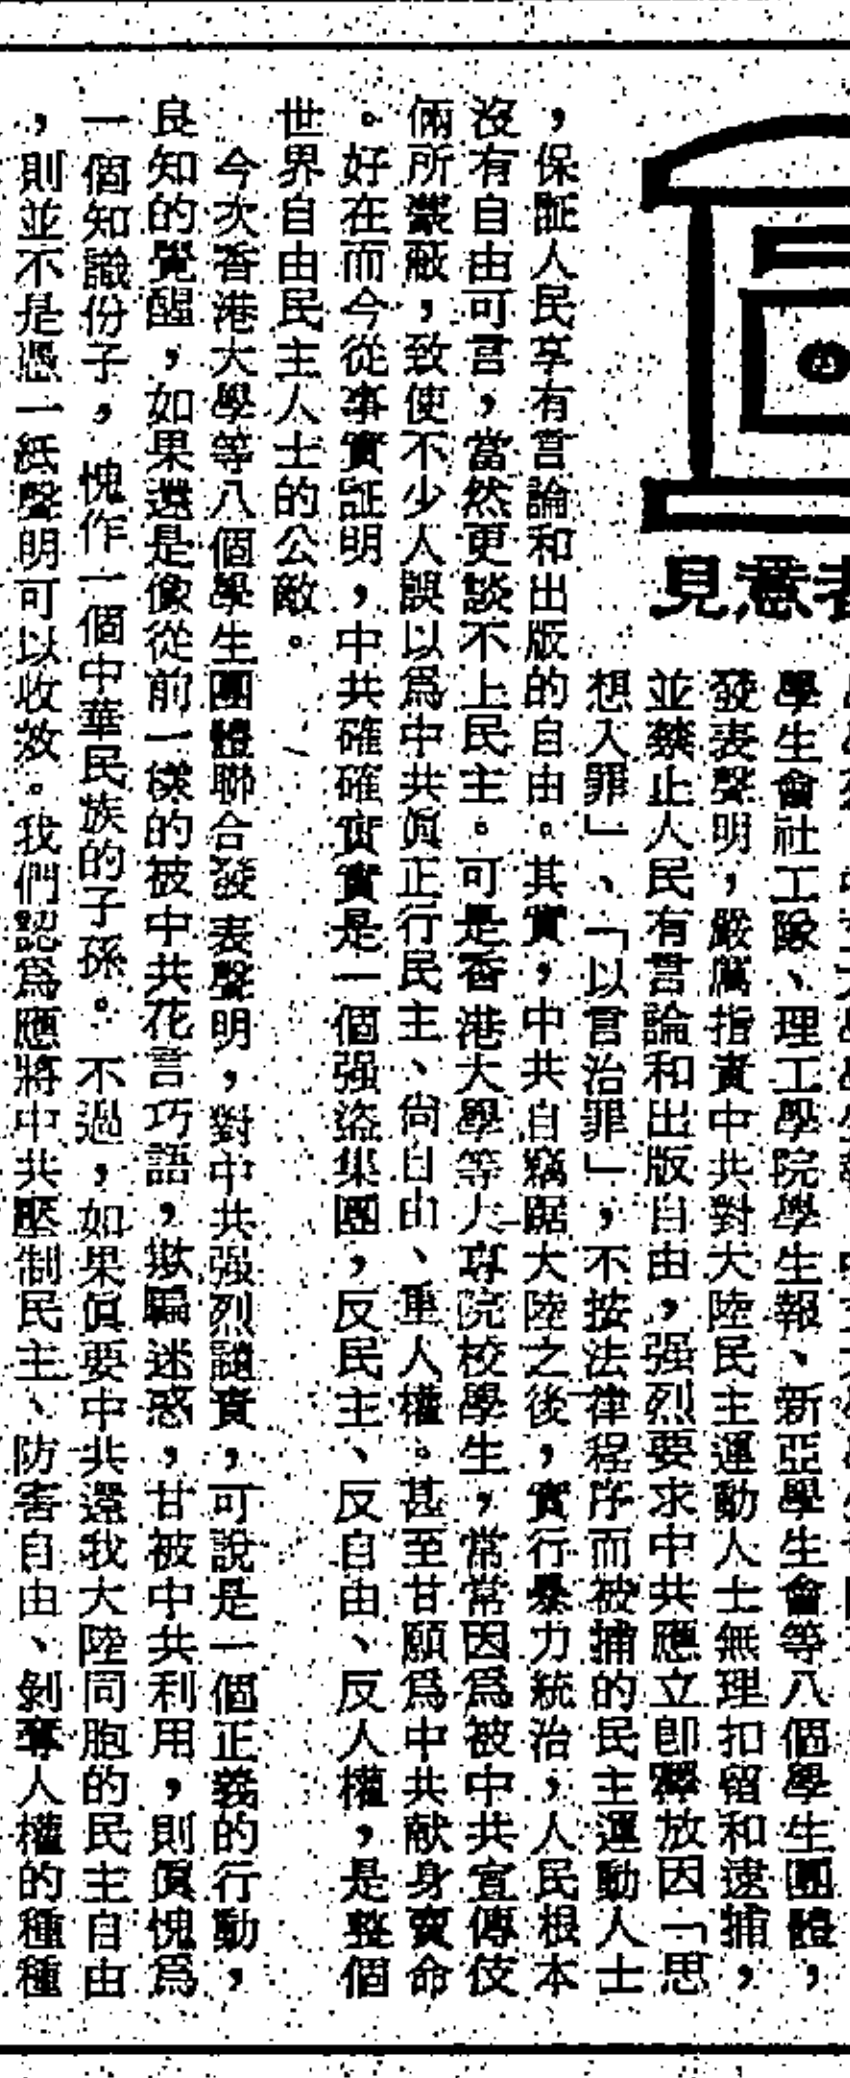 見意者
學生會社工隊、理工學院學生報、新亞學生會等八個學生團體，
發表聲明，嚴厲指責中共對大陸民主運動人士無理扣留和逮捕，
並禁止人民有言論和出版自由，强烈要求中共應立卽釋放因「思
想入罪」、「以言治罪」，不按法律程序而被捕的民主運動人士
，保証人民享有言論和出版的自由。其實，中共自竊踞大陸之後，實行暴力統治，人民根本
沒有自由可言，當然更談不上民主。可是香港大學等大專院校學生，常常因爲被中共宣傳伎
倆所蒙蔽，致使不少人誤以爲中共眞正行民主、尙自由、重人權。甚至甘願爲中共献身賣命
。好在而今從事實証明，中共確確實實是一個强盜集團，反民主、反自由、反人權，是整個
世界自由民主人士的公敵。
今次香港大學等八個學生團體聯合發表聲明，對中共强烈譴責，可說是一個正義的行動，
良知的覺醒，如果還是像從前一樣的被中共花言巧語，欺騙迷惑，甘被中共利用，則眞愧爲
一個知識份子，愧作一個中華民族的子孫。不過，如果眞要中共還我大陸同胞的民主自由
，則並不是憑一紙聲明可以收效。我們認爲應將中共壓制民主、防害自由、剝奪人權的種種